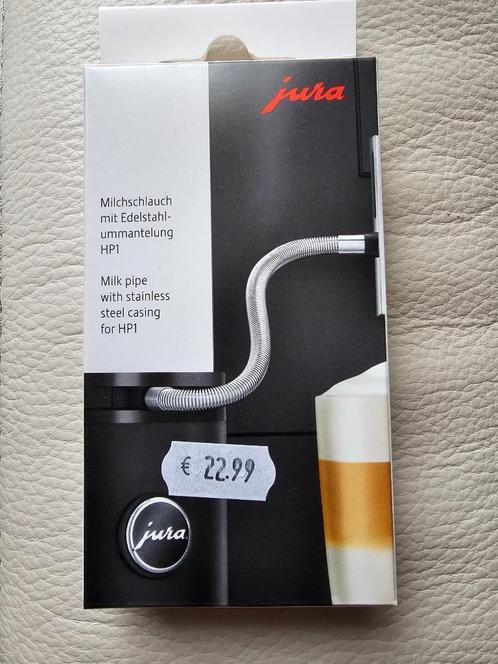 jura
Milchschlauch
mit Edelstahl-
ummantelung
HP1
Milk pipe
with stainless
steel casing
for HP1
€ 22.99
jura